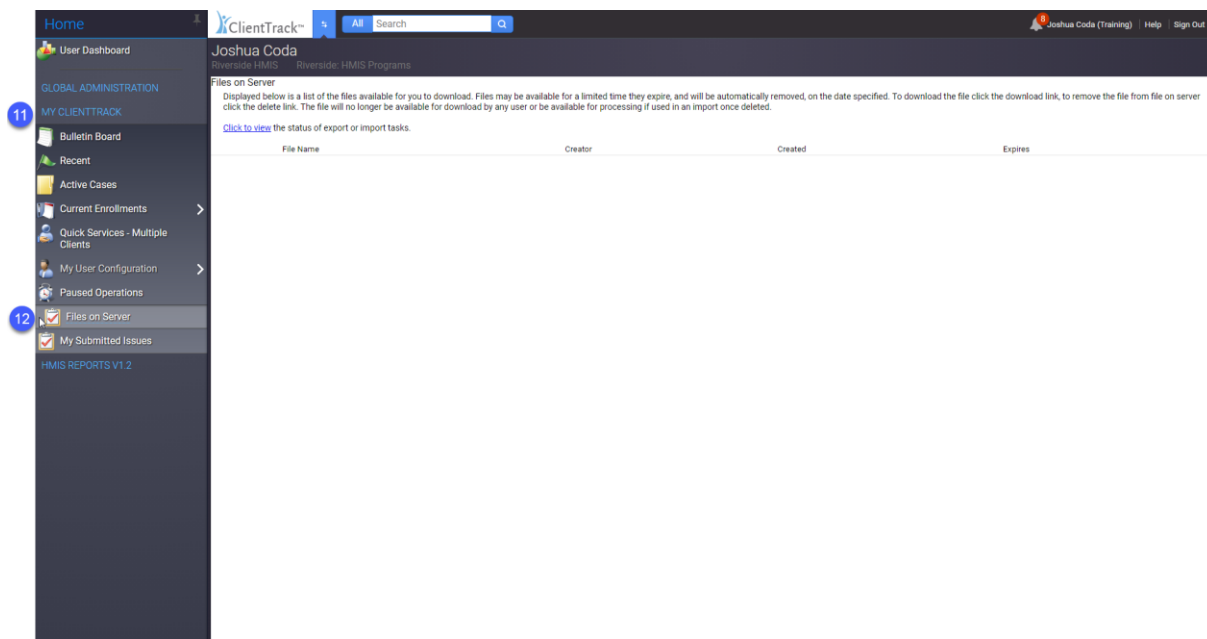 Home
ClientTrack™
All Search
8
Joshua Coda (Training) Help Sign Out
User Dashboard
Joshua Coda
Riverside HMIS Riverside: HMIS Programs
GLOBAL ADMINISTRATION
11
MY CLIENTTRACK
Bulletin Board
Recent
Active Cases
Current Enrollments
Quick Services - Multiple
Clients
My User Configuration
Paused Operations
12
Files on Server
My Submitted Issues
HMIS REPORTS V1.2
Files on Server
Displayed below is a list of the files available for you to download. Files may be available for a limited time they expire, and will be automatically removed, on the date specified. To download the file click the download link, to remove the file from file on server
click the delete link. The file will no longer be available for download by any user or be available for processing if used in an import once deleted.
Click to view the status of export or import tasks.
File Name Creator Created Expires